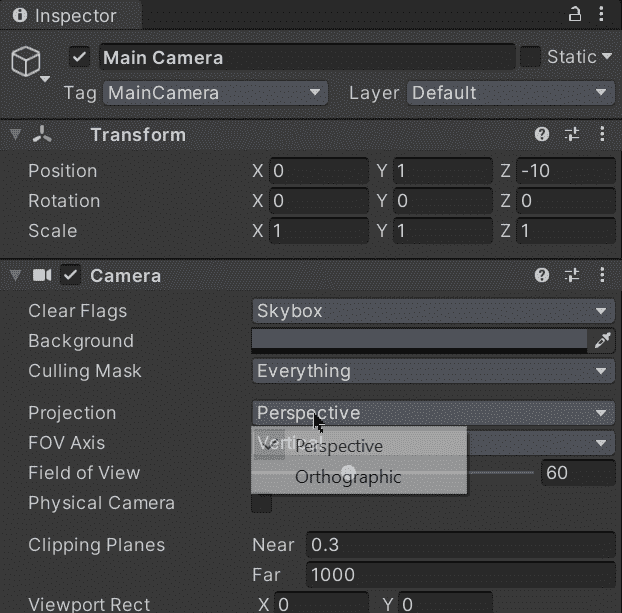 Inspector
Main Camera Static
Tag MainCamera Layer Default
Transform
Position X 0 Y 1 Z -10
Rotation X 0 Y 0 Z 0
Scale X 1 Y 1 Z 1
Camera
Clear Flags Skybox
Background
Culling Mask Everything
Projection Perspective
FOV Axis Vertical
Perspective
Field of View 60
Orthographic
Physical Camera
Clipping Planes Near 0.3
Far 1000
Viewport Rect X 0 Y 0